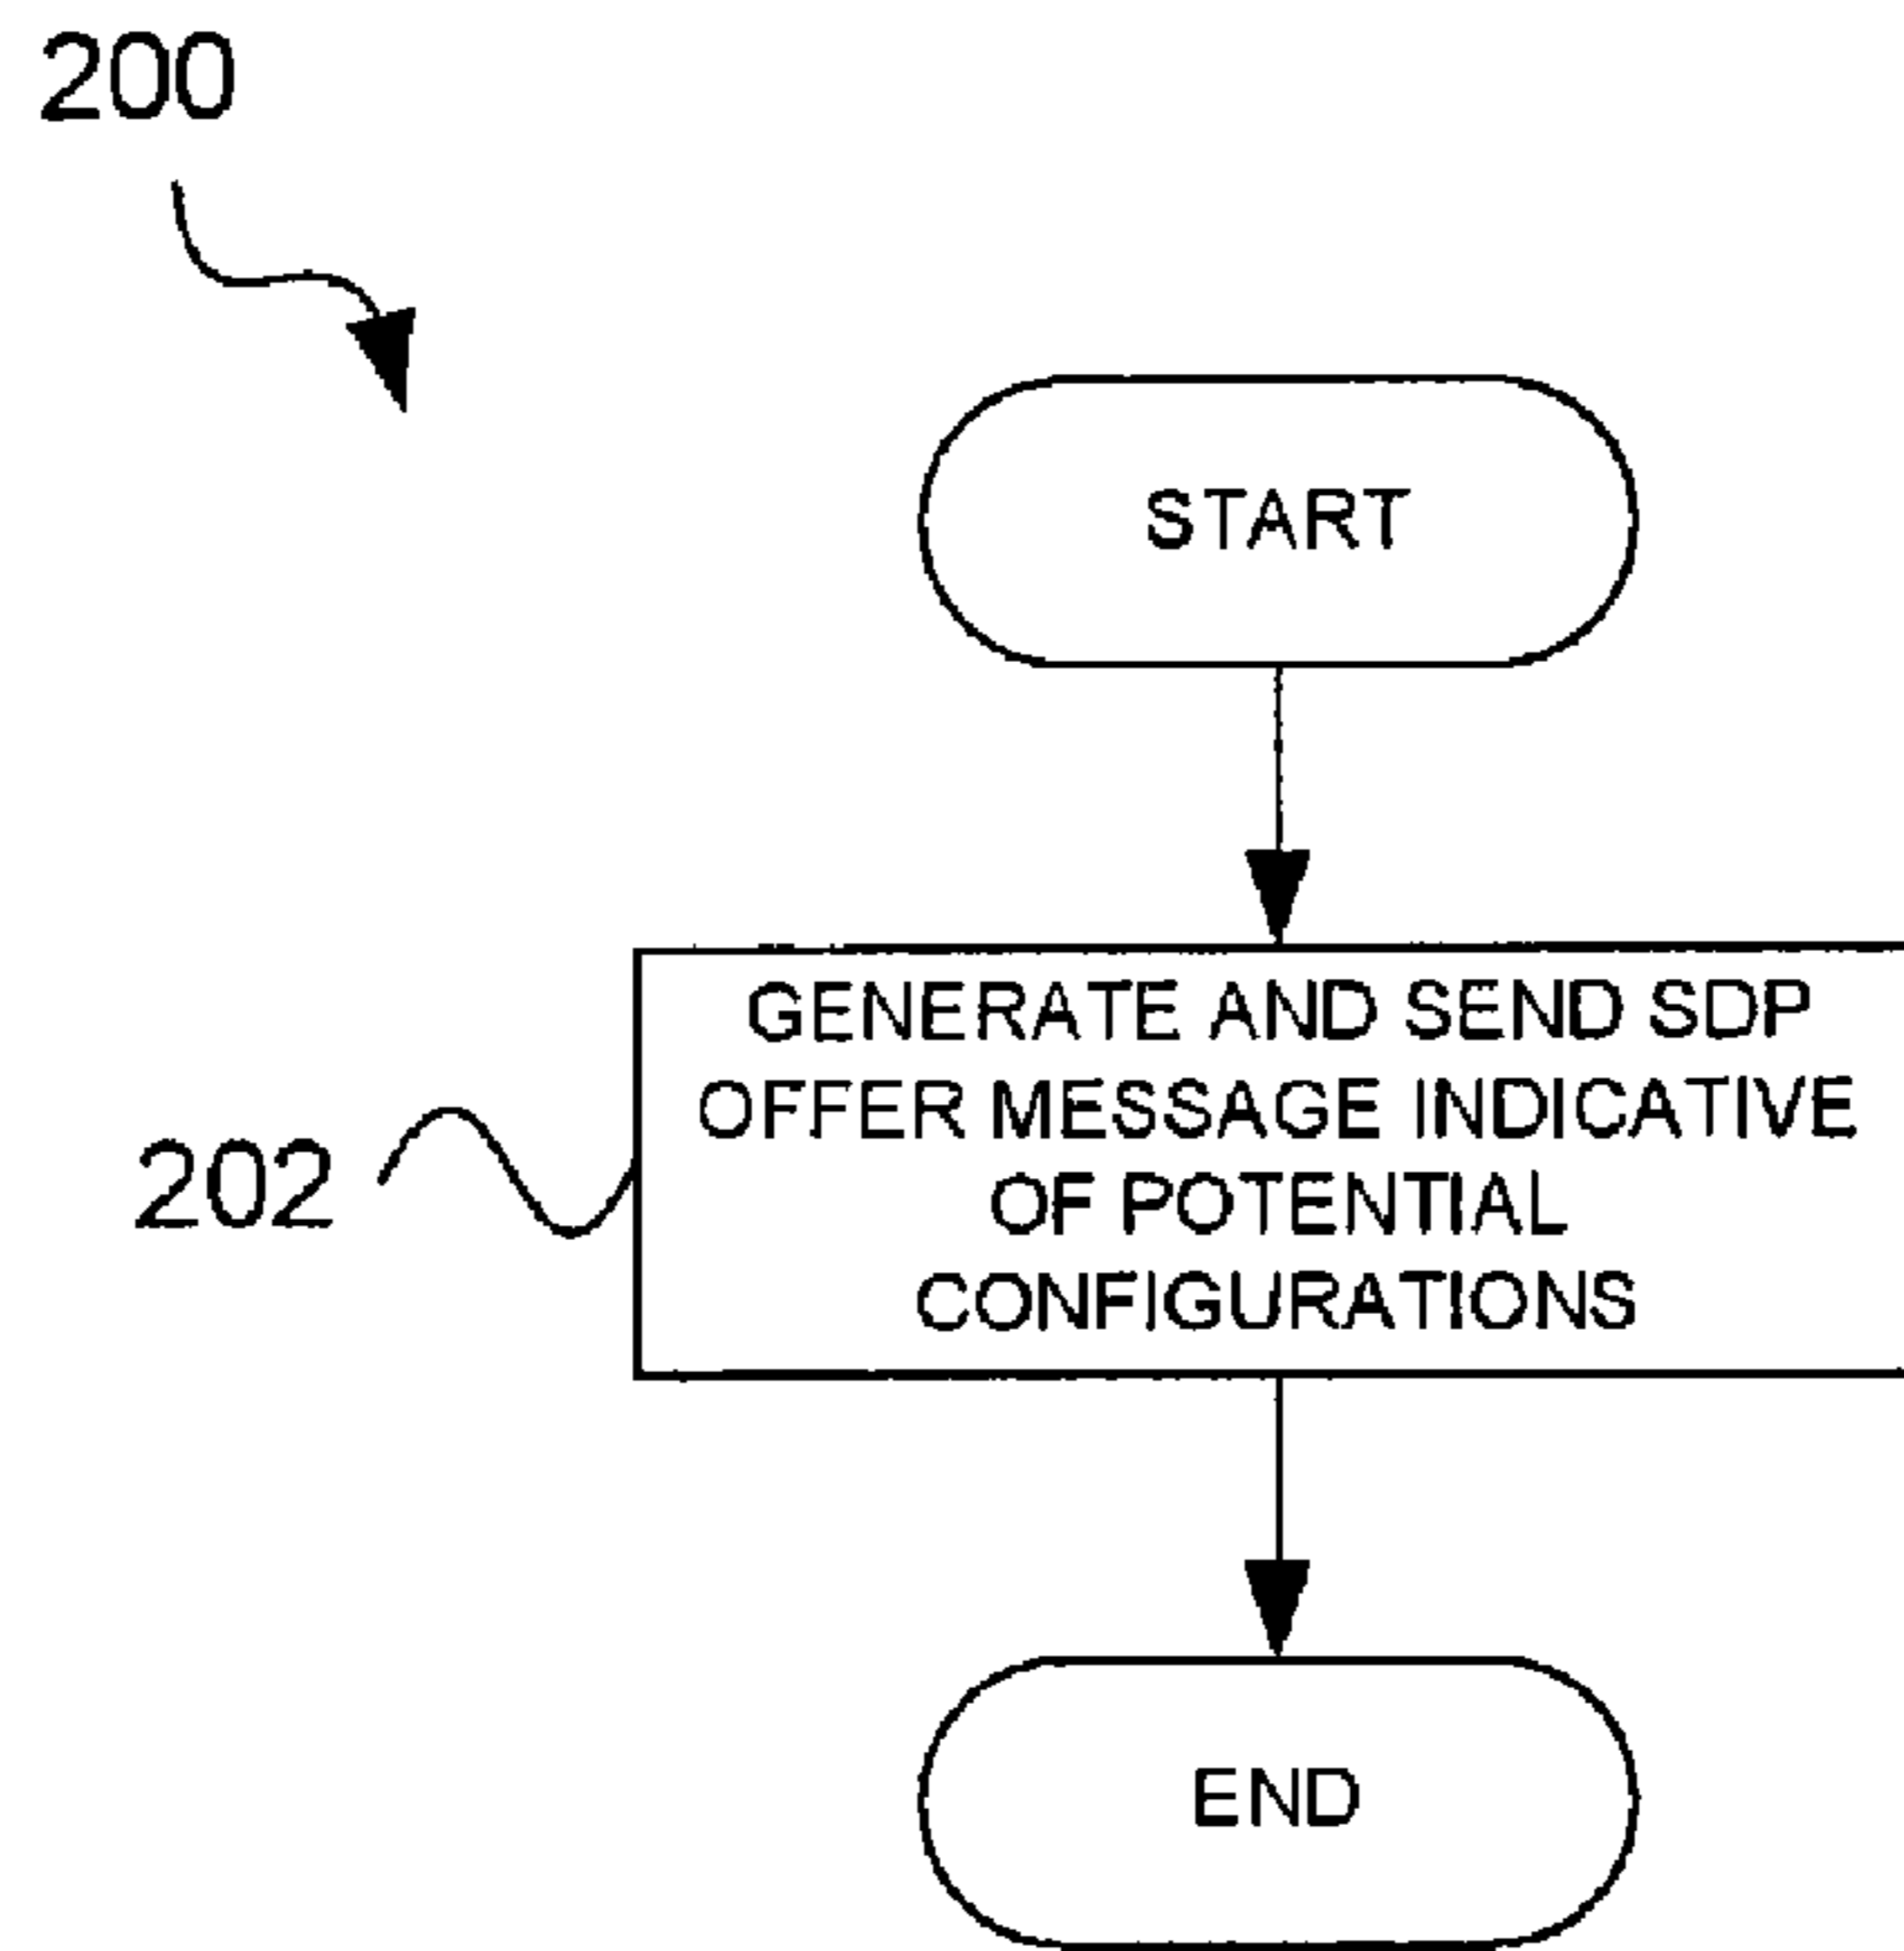 200
START
GENERATE AND SEND SDP
OFFER MESSAGE INDICATIVE
OF POTENTIAL
CONFIGURATIONS
202
END